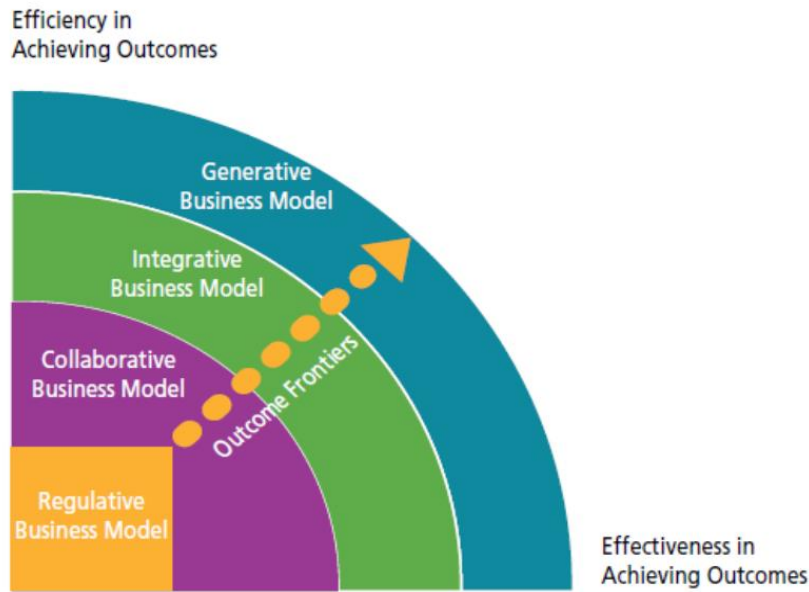 Efficiency in
Achieving Outcomes
Generative
Business Model
Integrative
Business Model
Collaborative
Business Model
Outcome Frontiers
Regulative
Business Model
Effectiveness in
Achieving Outcomes